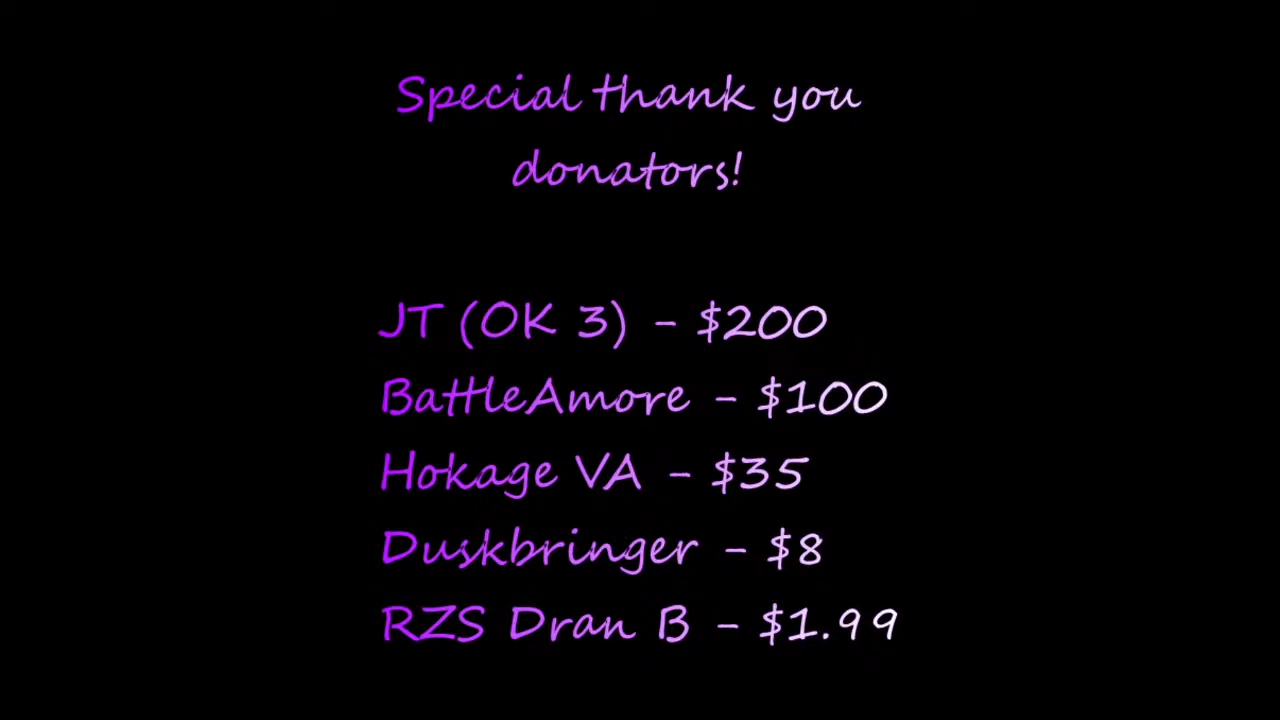 Special thank you
donators!
JT (OK 3) - $200
BattleAmore - $100
Hokage VA - $35
Duskbringer - $8
RZS Dran B - $1.99